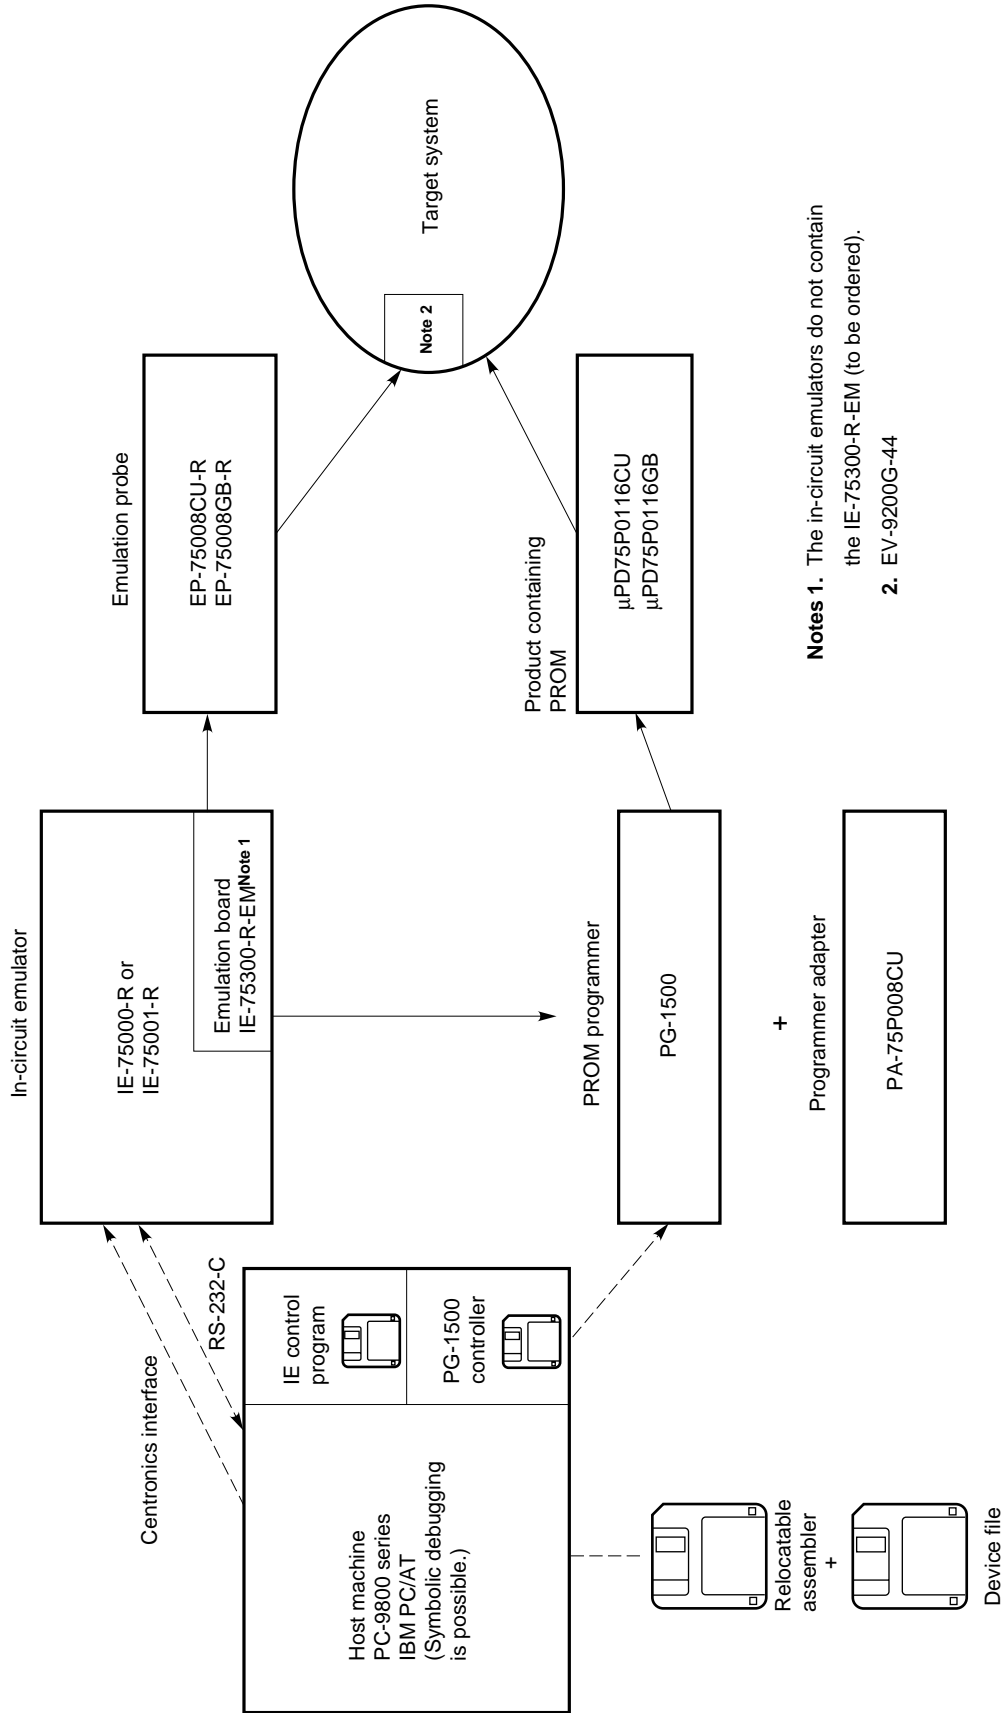 In-circuit emulator
IE-75000-R or
IE-75001-R
Emulation board
IE-75300-R-EMNote 1
Emulation probe
EP-75008CU-R
EP-75008GB-R
Target system
Note 2
Centronics interface
RS-232-C
Host machine
PC-9800 series
IBM PC/AT
(Symbolic debugging
is possible.)
IE control
program
PG-1500
controller
PROM programmer
PG-1500
+
Programmer adapter
PA-75P008CU
Product containing
PROM
µPD75P0116CU
µPD75P0116GB
Relocatable
assembler
+
Device file
Notes 1. The in-circuit emulators do not contain
the IE-75300-R-EM (to be ordered).
2. EV-9200G-44